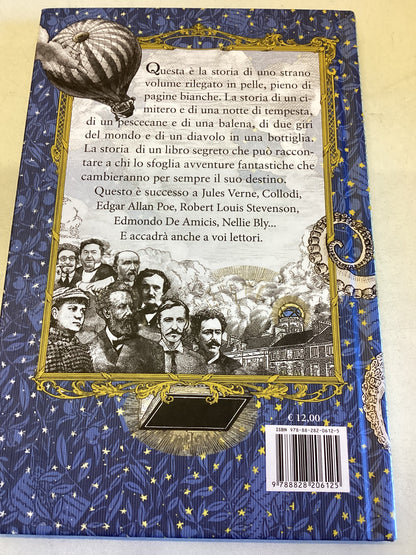 Questa è la storia di uno strano
volume rilegato in pelle, pieno di
pagine bianche. La storia di un ci-
mitero e di una notte di tempesta,
di un pescecane e di una balena, di due giri
del mondo e di un diavolo in una bottiglia.
La storia di un libro segreto che può raccon-
tare a chi lo sfoglia avventure fantastiche che
cambieranno per sempre il suo destino.
Questo è successo a Jules Verne, Collodi,
Edgar Allan Poe, Robert Louis Stevenson,
Edmondo De Amicis, Nellie Bly...
E accadrà anche a voi lettori.
€ 12,00
ISBN 978-88-282-0612-5
9 788828 206125